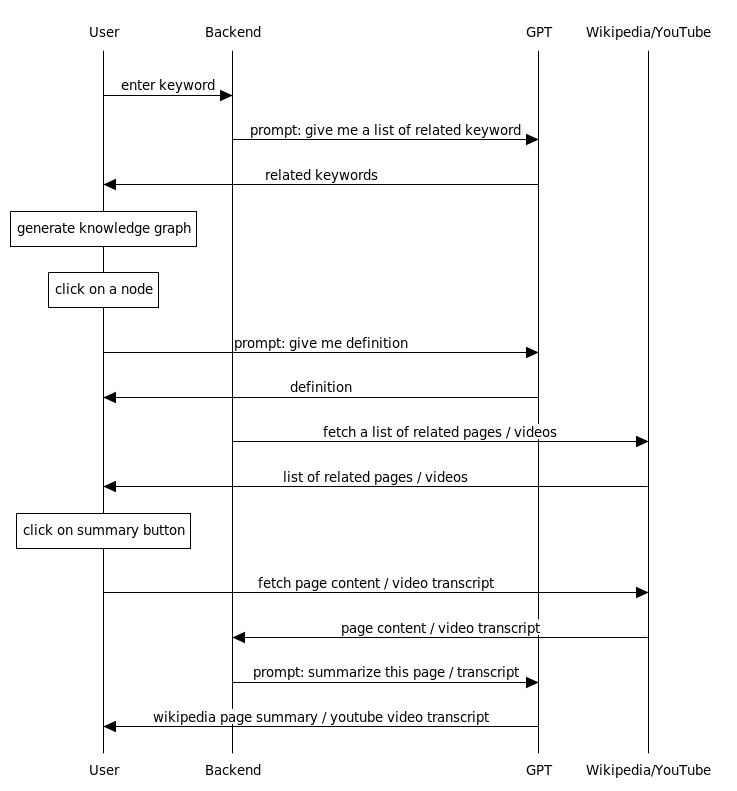 User Backend GPT Wikipedia/YouTube
enter keyword
prompt: give me a list of related keyword
related keywords
generate knowledge graph
click on a node
prompt: give me definition
definition
fetch a list of related pages / videos
list of related pages / videos
click on summary button
fetch page content / video transcript
page content / video transcript
prompt: summarize this page / transcript
wikipedia page summary / youtube video transcript
User Backend GPT Wikipedia/YouTube